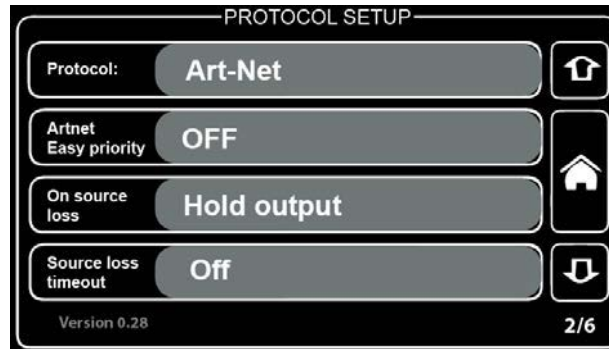 PROTOCOL SETUP
Protocol:
Art-Net
Artnet
Easy priority
OFF
On source
loss
Hold output
Source loss
timeout
Off
Version 0.28
2/6